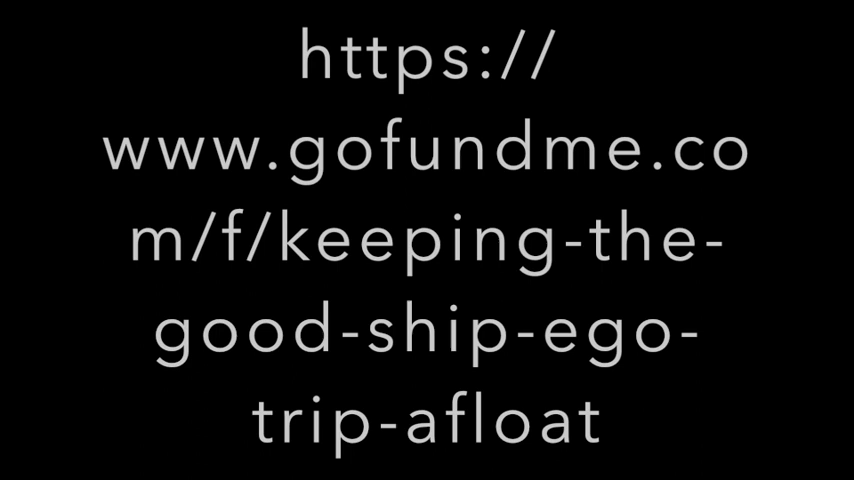 https://
www.gofundme.co
m/f/keeping-the-
good-ship-ego-
trip-afloat